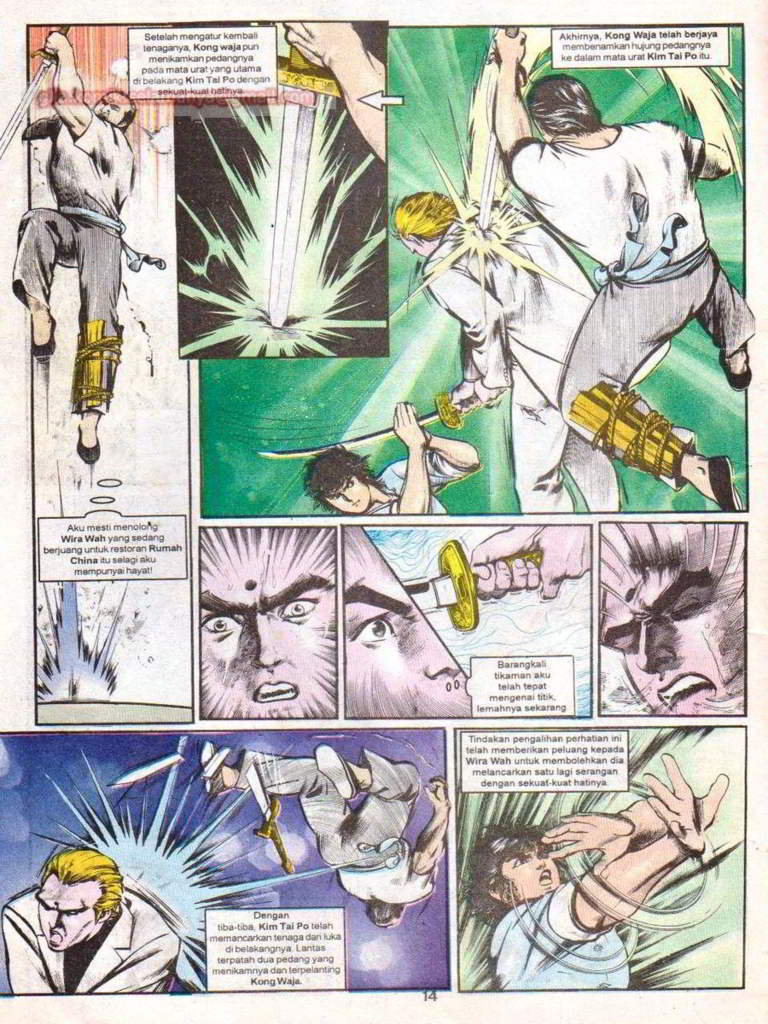 Setelah mengatur kembali
tenaganya, Kong waja pun
menikamkan pedangnya
pada mata urat yang utama
di belakang Kim Tai Po dengan
sekuat-kual hatinya.
Akhirnya, Kong Waja telah berjaya
membenamkan hujung pedangnya
ke dalam mata urat Kim Tai Po itu.
Aku mesti menolong
Wira Wah yang sedang
berjuang untuk restoran Rumah
China itu selagi aku
mempunyai hayat!
Barangkali
tikaman aku
telah tepat
mengenai titik,
lemahnya sekarang
Dengan
tiba-tiba, Kim Tai Po telah
memancarkan tenaga dari luka
di belakangnya. Lantas
terpatah dua pedang yang
menikamnya dan terpelanting
Kong Waja.
Tindakan pengalihan perhatian ini
telah memberikan peluang kepada
Wira Wah untuk membolehkan dia
melancarkan satu lagi serangan
dengan sekuat-kuat hatinya.
14